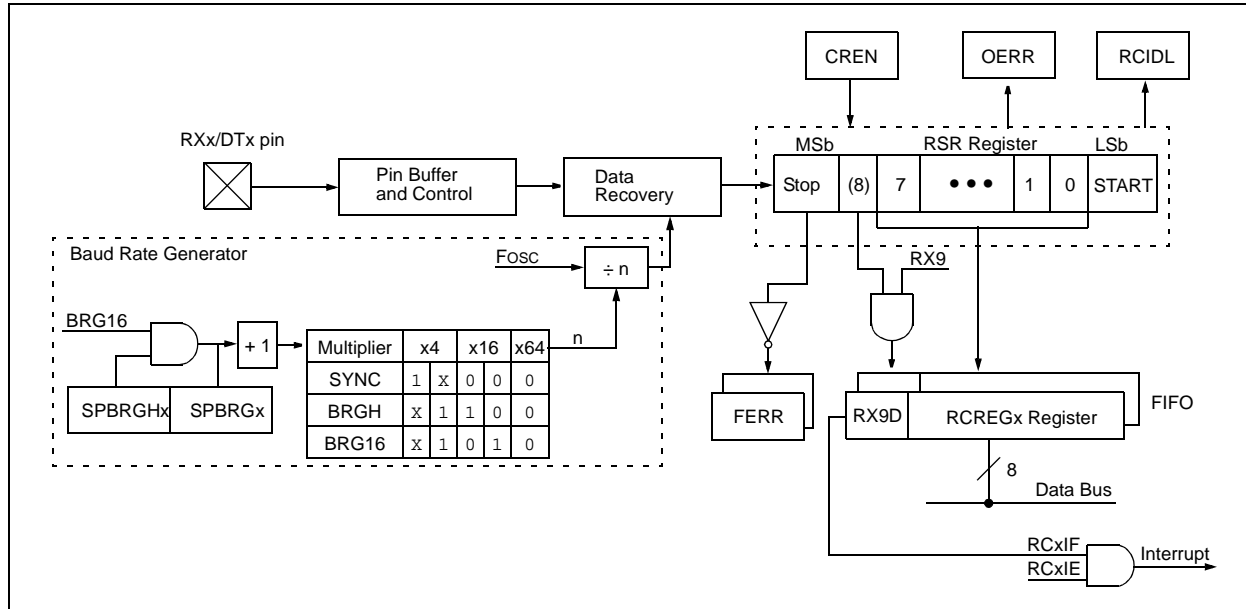 CREN
OERR
RCIDL
RXx/DTx pin
MSb
RSR Register
LSb
Pin Buffer
and Control
Data
Recovery
Stop
(8)
7
• • •
1
0
START
Baud Rate Generator
FOSC
÷ n
RX9
BRG16
+ 1
n
Multiplier x4 x16 x64
SYNC 1 X 0 0 0
BRGH X 1 1 0 0
BRG16 X 1 0 1 0
SPBRGHx
SPBRGx
FERR
RX9D
RCREGx Register
FIFO
8
Data Bus
RCxIF
RCxIE
Interrupt